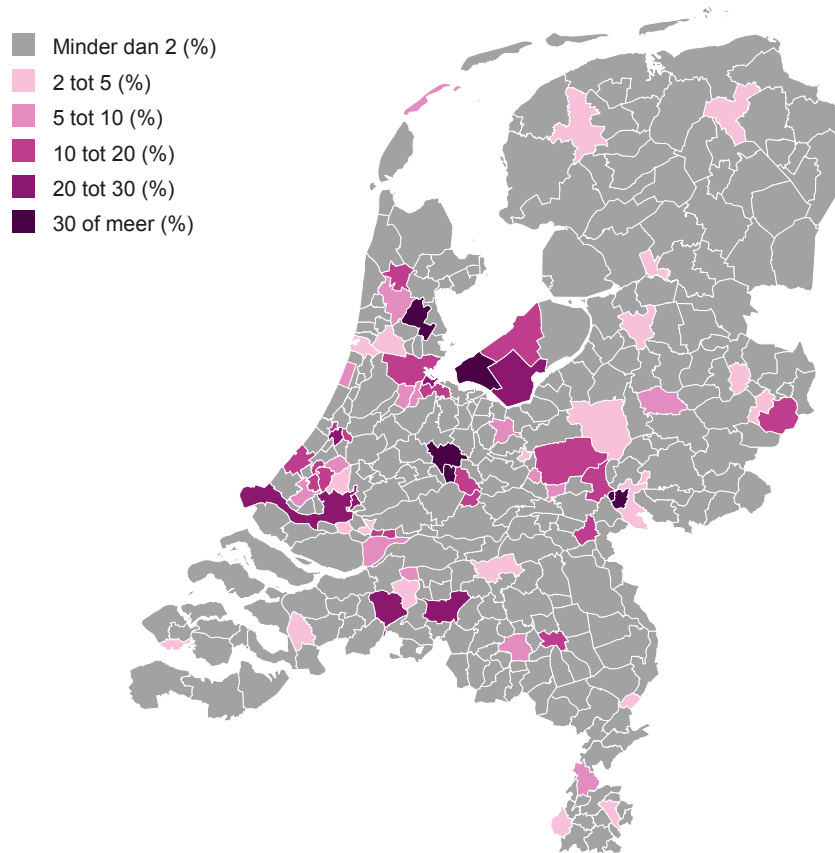 Minder dan 2 (%)
2 tot 5 (%)
5 tot 10 (%)
10 tot 20 (%)
20 tot 30 (%)
30 of meer (%)